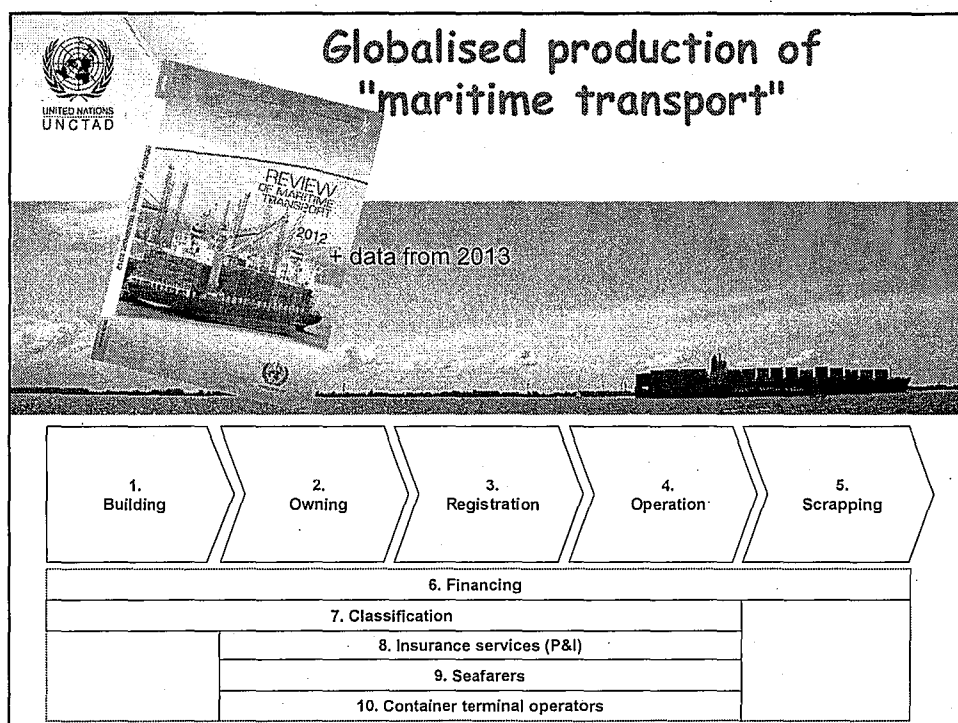 Globalised production of
"maritime transport"
UNITED NATIONS
UNCTAD
REVIEW
OF MARITIME
TRANSPORT
2012
+ data from 2013
1.
Building
2.
Owning
3.
Registration
4.
Operation
5.
Scrapping
6. Financing
7. Classification
8. Insurance services (P&I)
9. Seafarers
10. Container terminal operators